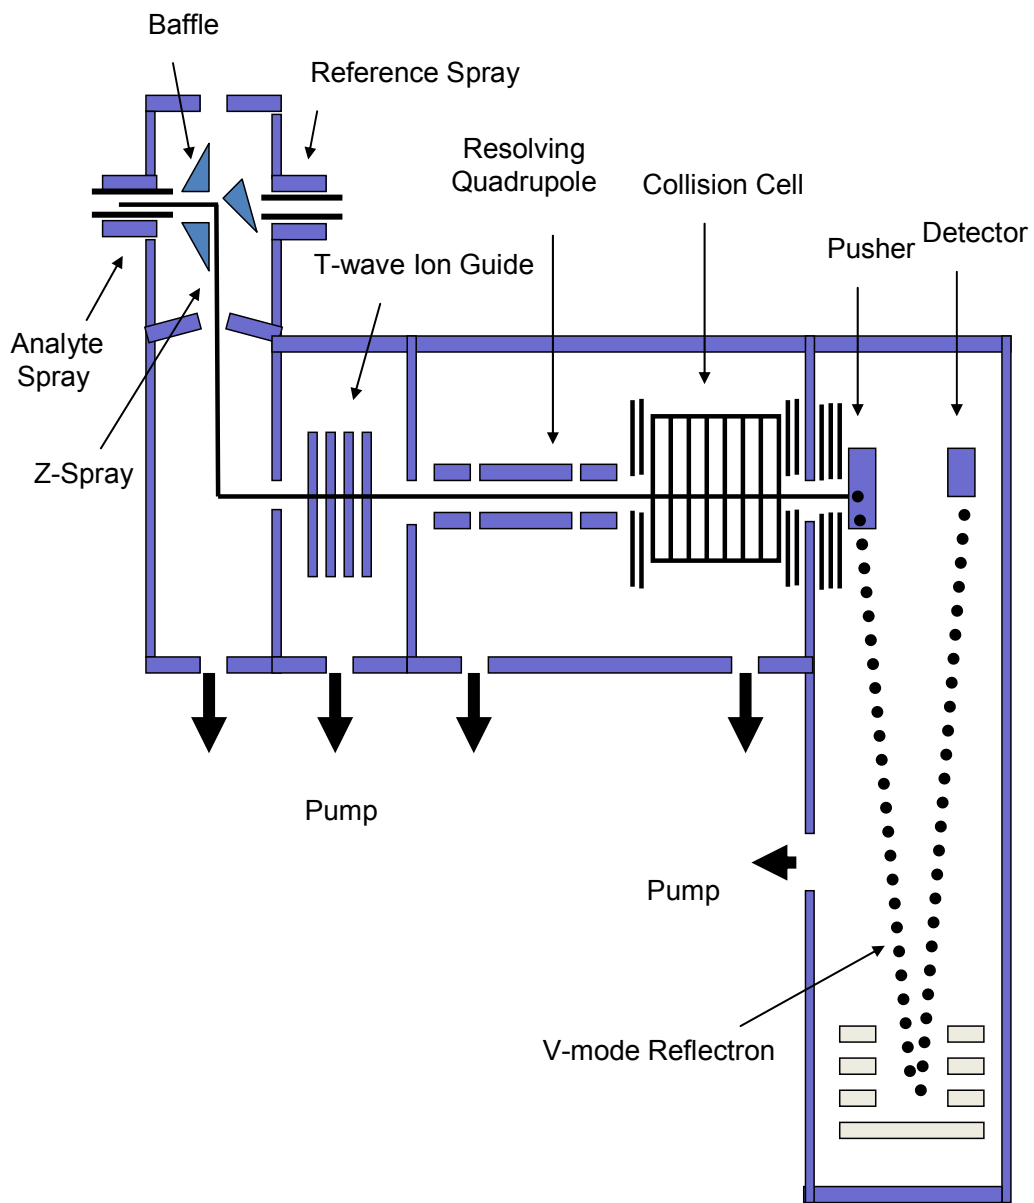 Baffle
Reference Spray
Resolving
Quadrupole
Collision Cell
Pusher
Detector
T-wave Ion Guide
Analyte
Spray
Z-Spray
Pump
Pump
V-mode Reflectron